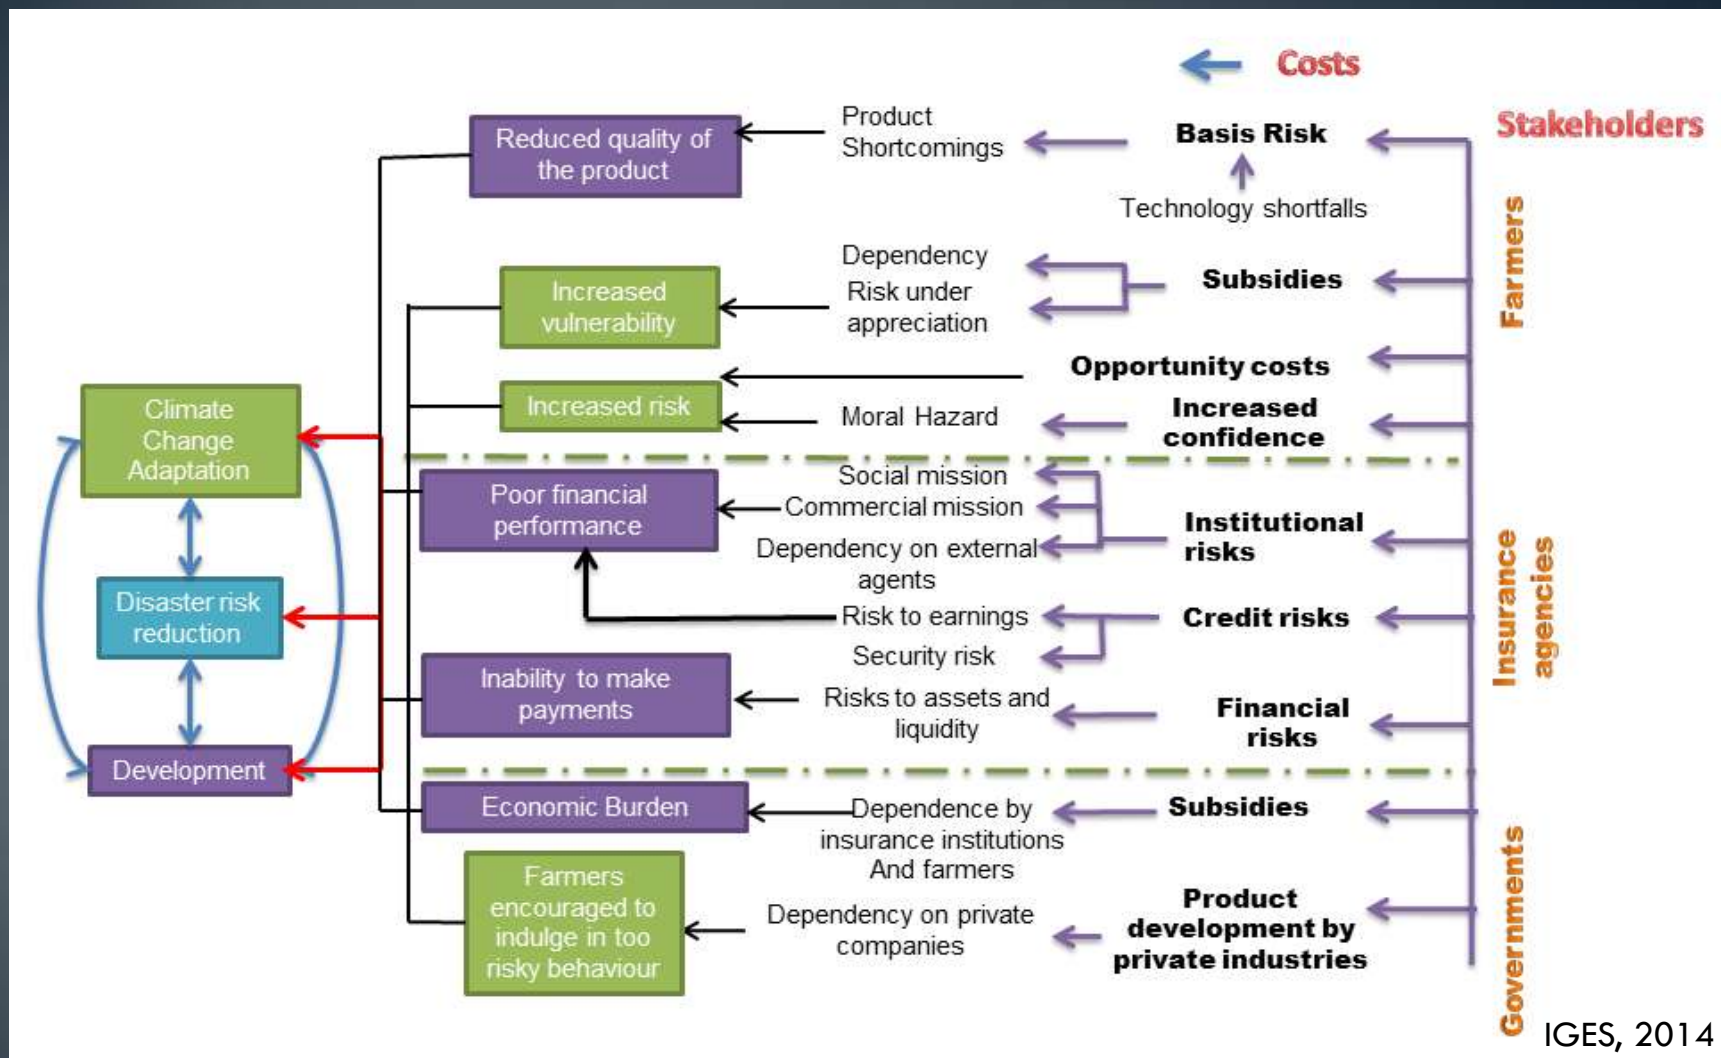 Costs
Stakeholders
Reduced quality of
the product
Product
Shortcomings
Basis Risk
Technology shortfalls
Farmers
Increased
vulnerability
Dependency
Risk under
appreciation
Subsidies
Opportunity costs
Increased risk
Moral Hazard
Increased
confidence
Climate
Change
Adaptation
Disaster risk
reduction
Development
Poor financial
performance
Social mission
Commercial mission
Dependency on external
agents
Institutional
risks
Insurance
agencies
Risk to earnings
Security risk
Credit risks
Inability to make
payments
Risks to assets and
liquidity
Financial
risks
Economic Burden
Dependence by
insurance institutions
And farmers
Subsidies
Farmers
encouraged to
indulge in too
risky behaviour
Dependency on private
companies
Product
development by
private industries
Governments
IGES, 2014